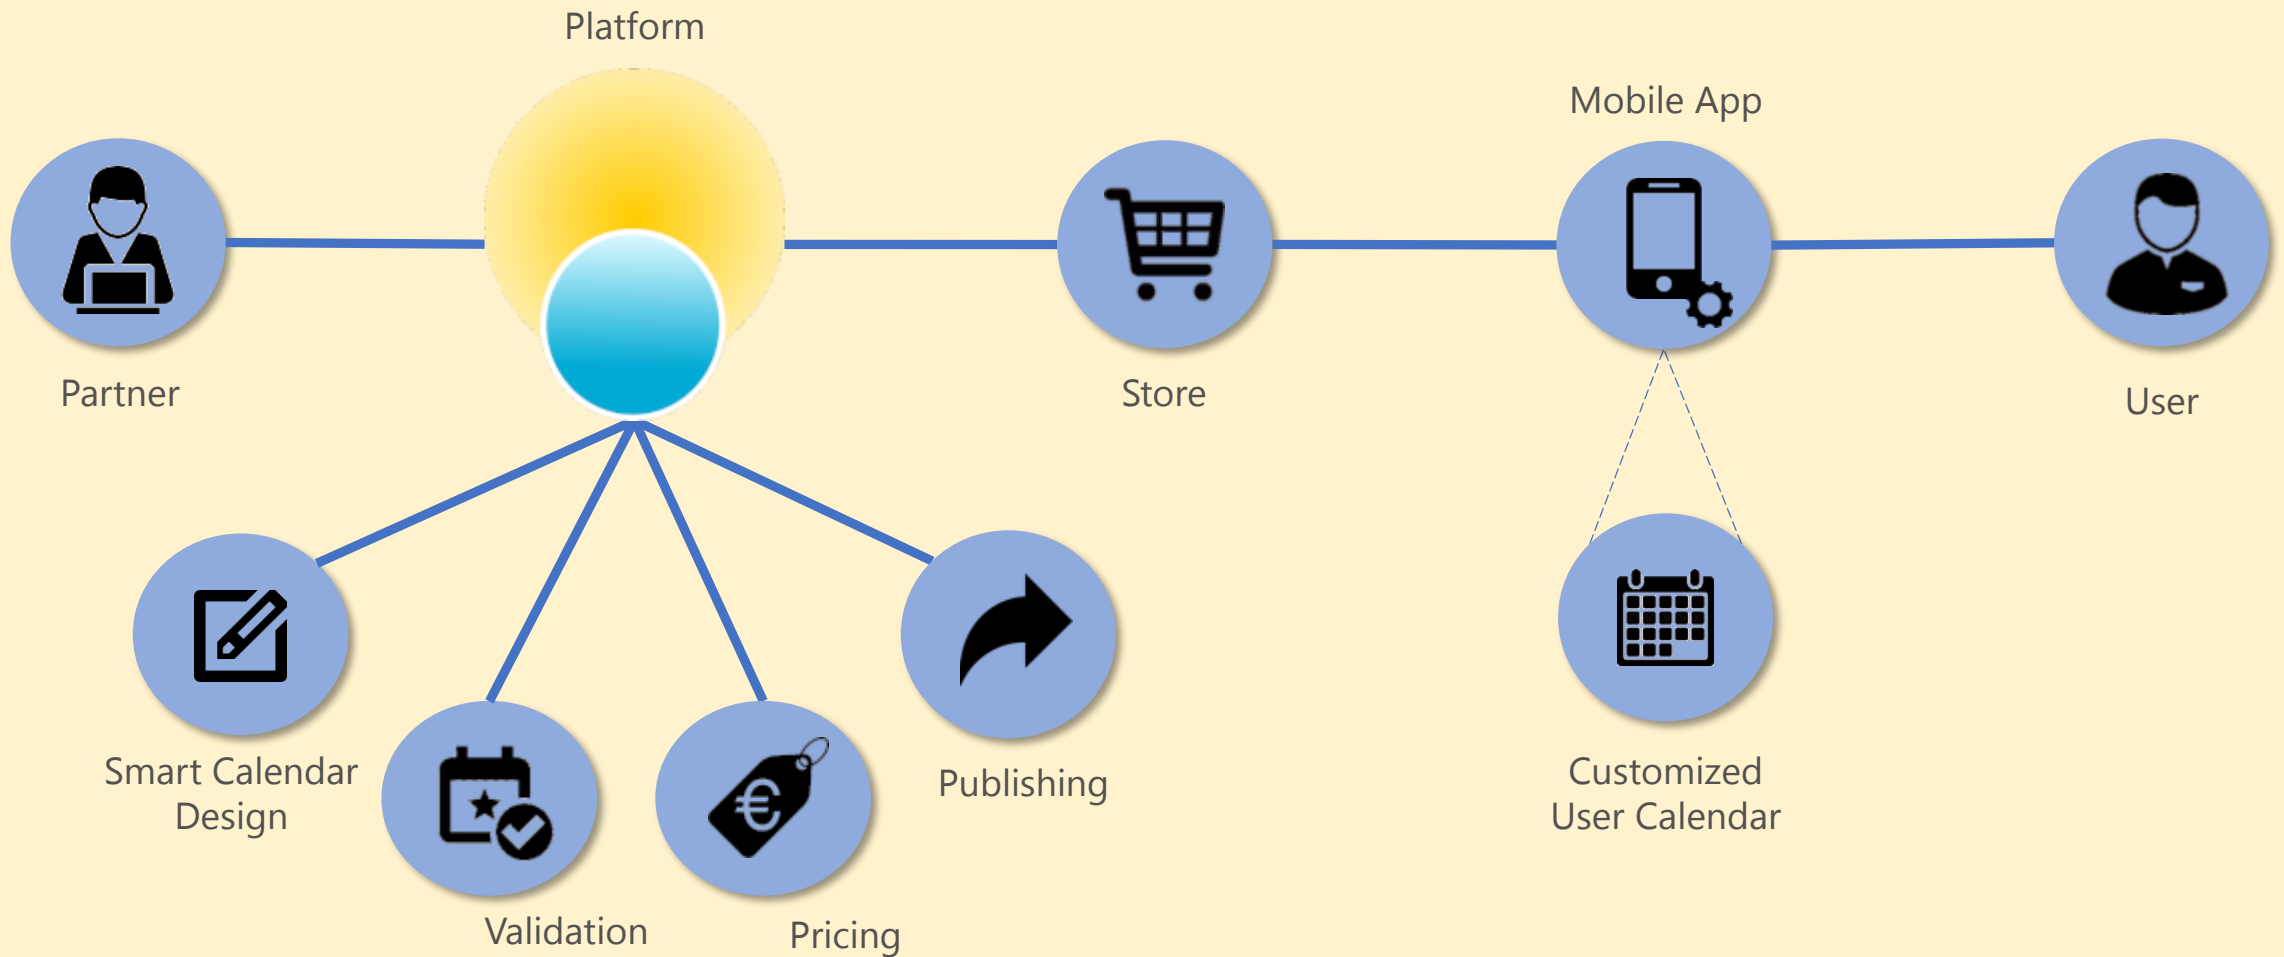 Platform
Mobile App
Partner
Store
User
Smart Calendar
Design
Validation
Pricing
Publishing
Customized
User Calendar
€